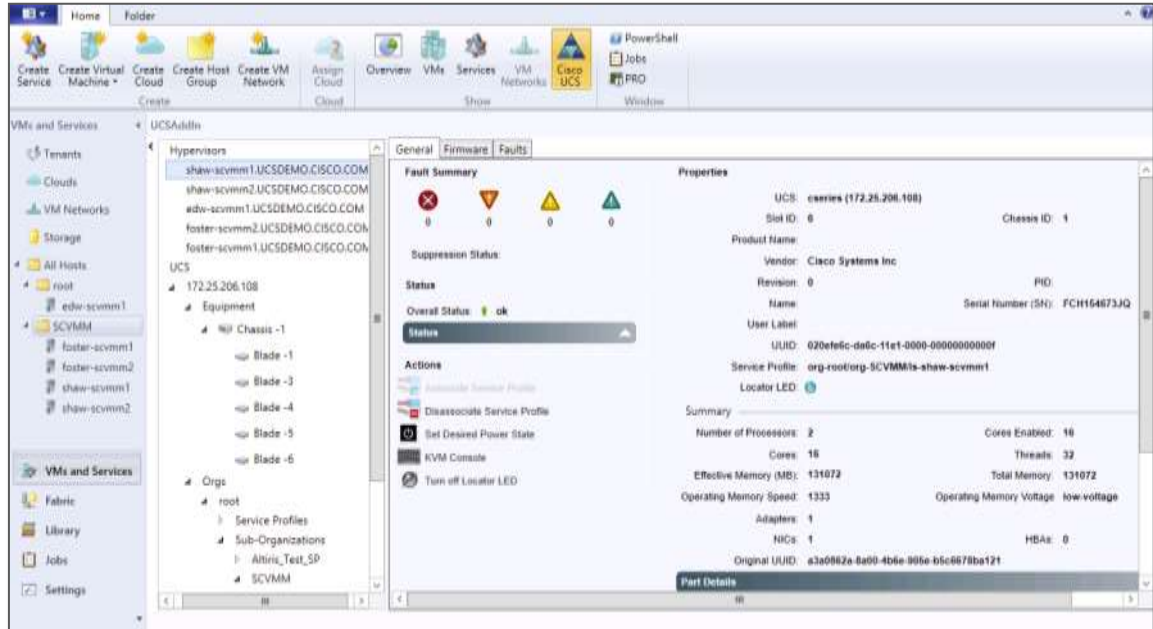 Home Folder
Create Service Create Virtual Machine Create Cloud Create Host Group Create VM Network Assign Cloud Overview VMs Services VM Networks Cisco UCS PowerShell
Jobs
PRO
Create Cloud Show Window
VMs and Services
Tenants
Clouds
VM Networks
Storage
All Hosts
root
edw-scvmm1
SCVMM
foster-scvmm1
foster-scvmm2
shaw-scvmm1
shaw-scvmm2
VMs and Services
Fabric
Library
Jobs
Settings
UCSAddIn
Hypervisors
shaw-scvmm1.UCSDEMO.CISCO.COM
shaw-scvmm2.UCSDEMO.CISCO.COM
edw-scvmm1.UCSDEMO.CISCO.COM
foster-scvmm2.UCSDEMO.CISCO.COM
foster-scvmm1.UCSDEMO.CISCO.COM
UCS
172.25.206.108
Equipment
Chassis -1
Blade -1
Blade -3
Blade -4
Blade -5
Blade -6
Orgs
root
Service Profiles
Sub-Organizations
Altiris_Test_SP
SCVMM
General Firmware Faults
Fault Summary
0 0 0 0
Suppression Status:
Status
Overall Status: ok
Status
Actions
Associate Service Profile
Disassociate Service Profile
Set Desired Power State
KVM Console
Turn off Locator LED
Properties
UCS: cseries (172.25.206.108)
Slot ID: 6 Chassis ID: 1
Product Name:
Vendor: Cisco Systems Inc
Revision: 0 PID:
Name: Serial Number (SN): FCH154673JQ
User Label:
UUID: 020efe6c-da6c-11e1-0000-00000000000f
Service Profile: org-root/org-SCVMM/ls-shaw-scvmm1
Locator LED:
Summary
Number of Processors: 2 Cores Enabled: 16
Cores: 16 Threads: 32
Effective Memory (MB): 131072 Total Memory: 131072
Operating Memory Speed: 1333 Operating Memory Voltage: low-voltage
Adapters: 1
NICs: 1 HBAs: 0
Original UUID:
Part Details